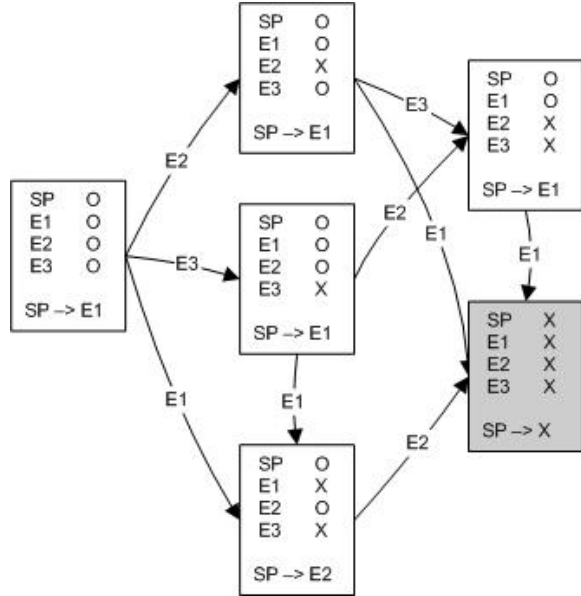 SP O
E1 O
E2 X
E3 O
SP –> E1
SP O
E1 O
E2 X
E3 X
SP –> E1
E3
E2
SP O
E1 O
E2 O
E3 O
SP –> E1
SP O
E1 O
E2 O
E3 X
SP –> E1
E2
E1
E1
E3
SP X
E1 X
E2 X
E3 X
SP –> X
E1
E1
E2
SP O
E1 X
E2 O
E3 X
SP –> E2